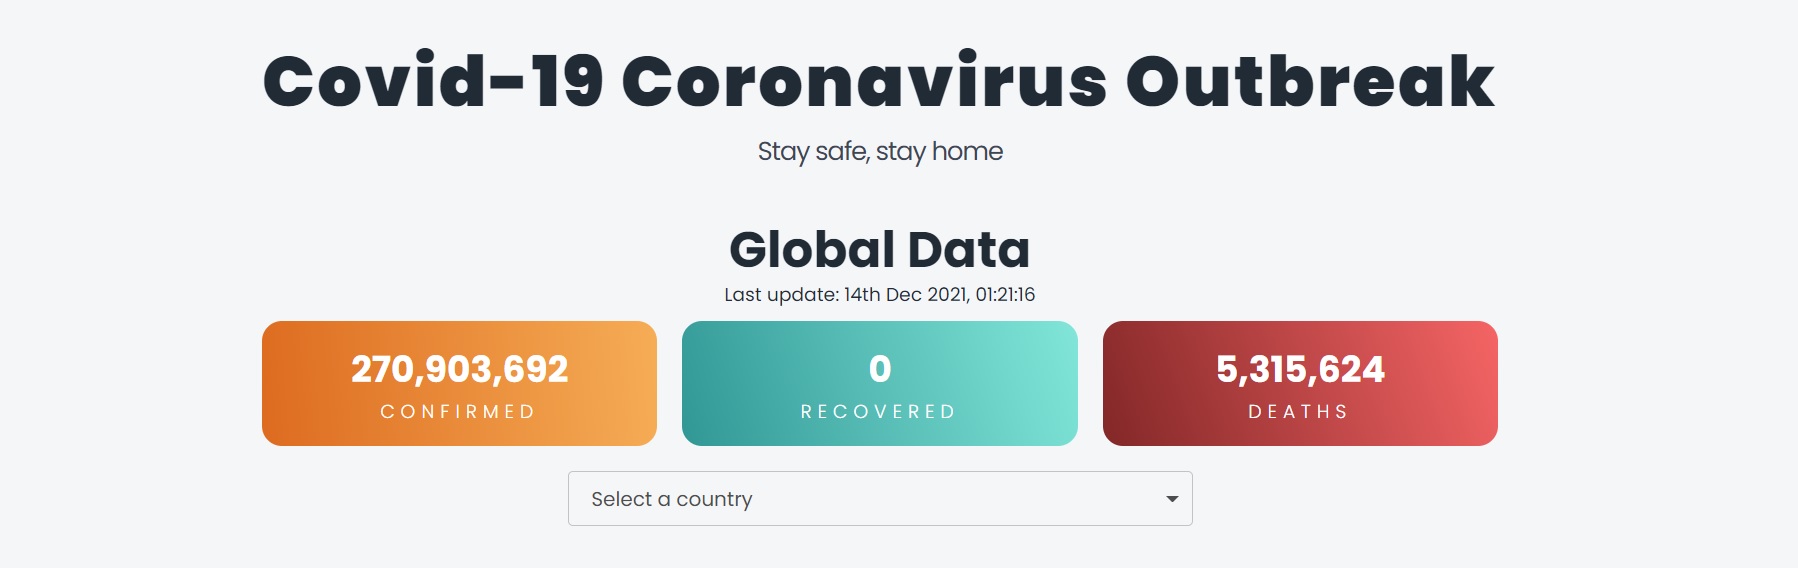 Covid-19 Coronavirus Outbreak
Stay safe, stay home
Global Data
Last update: 14th Dec 2021, 01:21:16
270,903,692
CONFIRMED
0
RECOVERED
5,315,624
DEATHS
Select a country